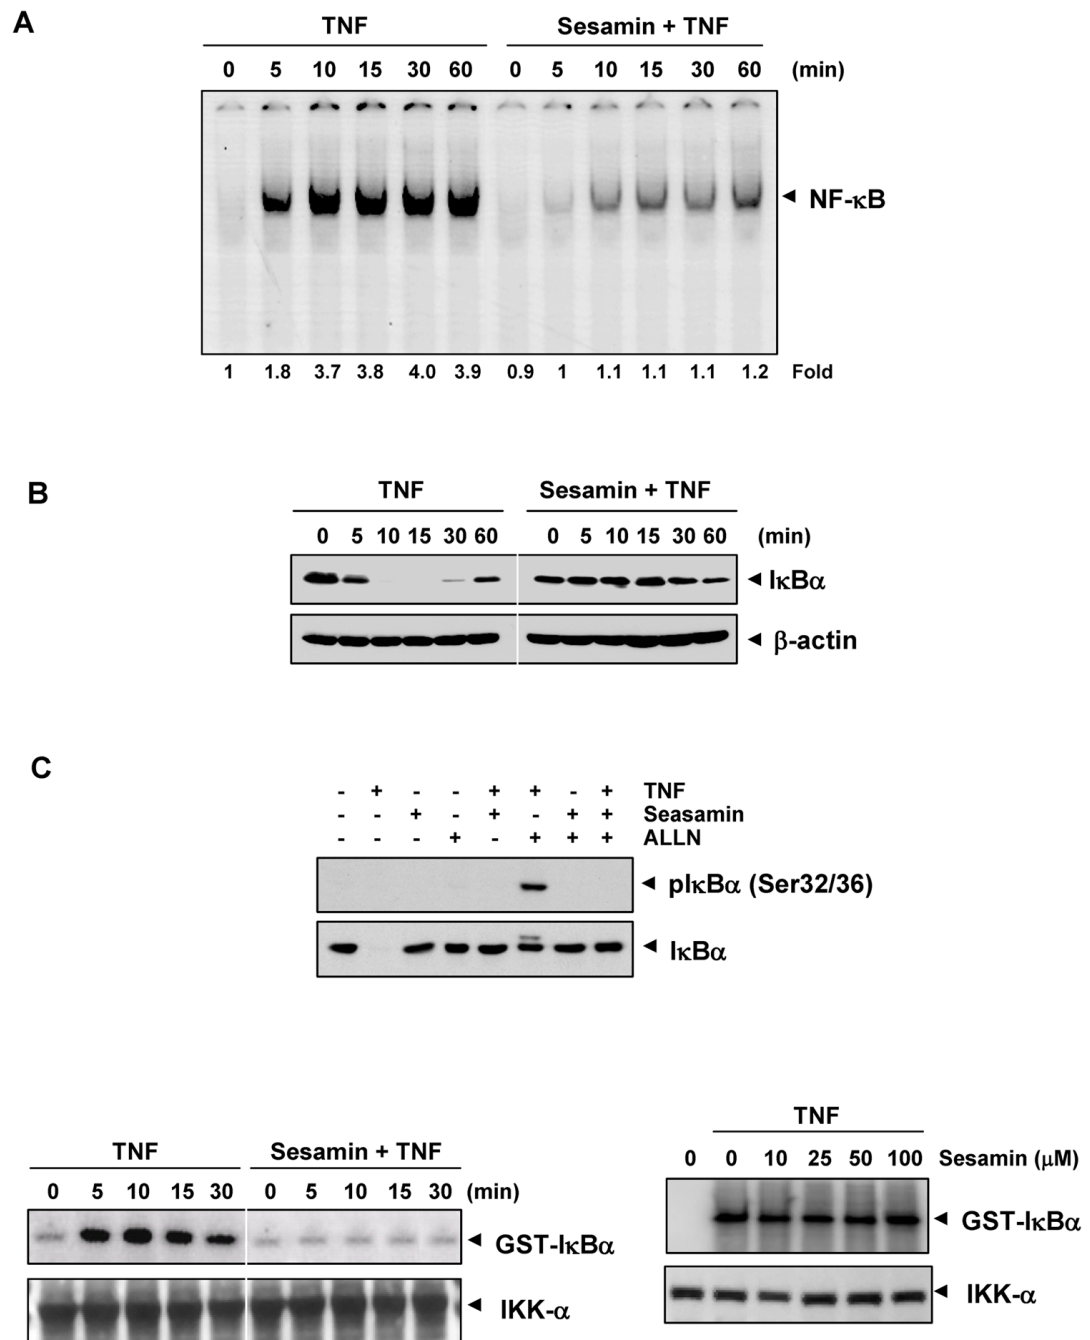 A
TNF Sesamin + TNF
0 5 10 15 30 60 0 5 10 15 30 60 (min)
NF-κB
1 1.8 3.7 3.8 4.0 3.9 0.9 1 1.1 1.1 1.1 1.2 Fold
B
TNF Sesamin + TNF
0 5 10 15 30 60 0 5 10 15 30 60 (min)
IκBα
β-actin
C
- + - - + + - + TNF
- - + - + - + + Seasamin
- - - + - + + + ALLN
pIκBα (Ser32/36)
IκBα
TNF Sesamin + TNF
0 5 10 15 30 0 5 10 15 30 (min)
GST-IκBα
IKK-α
TNF
0 0 10 25 50 100 Sesamin (μM)
GST-IκBα
IKK-α